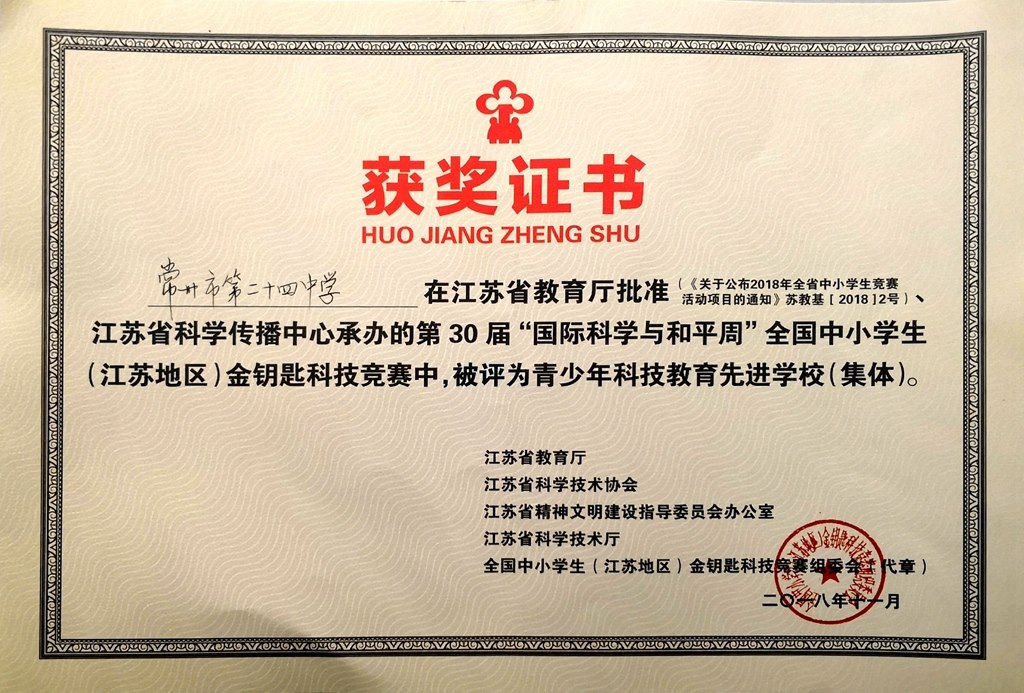 获奖证书
HUO JIANG ZHENG SHU
常州市第二十四中学 在江苏省教育厅批准(《关于公布2018年全省中小学生竞赛活动项目的通知》苏教基[2018]2号)、
江苏省科学传播中心承办的第30届“国际科学与和平周”全国中小学生
(江苏地区)金钥匙科技竞赛中,被评为青少年科技教育先进学校(集体)。
江苏省教育厅
江苏省科学技术协会
江苏省精神文明建设指导委员会办公室
江苏省科学技术厅
全国中小学生(江苏地区)金钥匙科技竞赛组委会(代章)
二〇一八年十一月